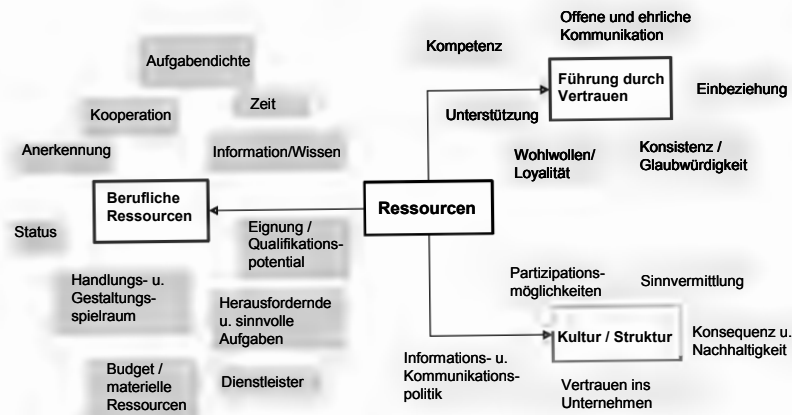 Offene und ehrliche
Kommunikation
Kompetenz
Aufgabendichte
Führung durch
Vertrauen
Einbeziehung
Zeit
Kooperation
Unterstützung
Anerkennung
Information/Wissen
Wohlwollen/
Loyalität
Konsistenz /
Glaubwürdigkeit
Berufliche
Ressourcen
Ressourcen
Status
Eignung /
Qualifikations-
potential
Handlungs- u.
Gestaltungs-
spielraum
Herausfordernde
u. sinnvolle
Aufgaben
Partizipations-
möglichkeiten
Sinnvermittlung
Kultur / Struktur
Konsequenz u.
Nachhaltigkeit
Informations- u.
Kommunikations-
politik
Budget /
materielle
Ressourcen
Dienstleister
Vertrauen ins
Unternehmen